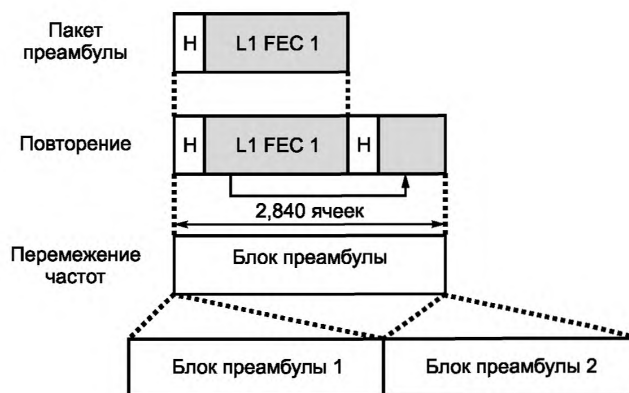 Пакет
преамбулы
H
L1 FEC 1
Повторение
H
L1 FEC 1
H
2,840 ячеек
Перемежение
частот
Блок преамбулы
Блок преамбулы 1
Блок преамбулы 2